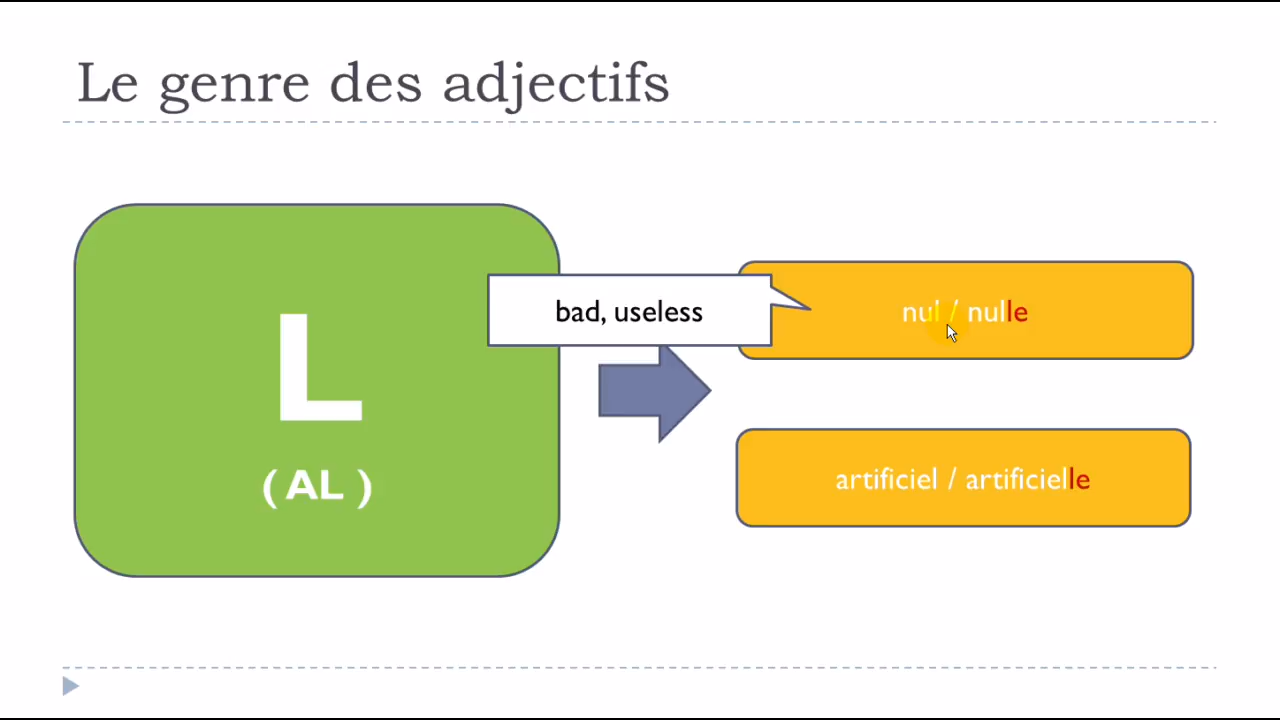 Le genre des adjectifs
L
( AL )
bad, useless
nul / nulle
artificiel / artificielle